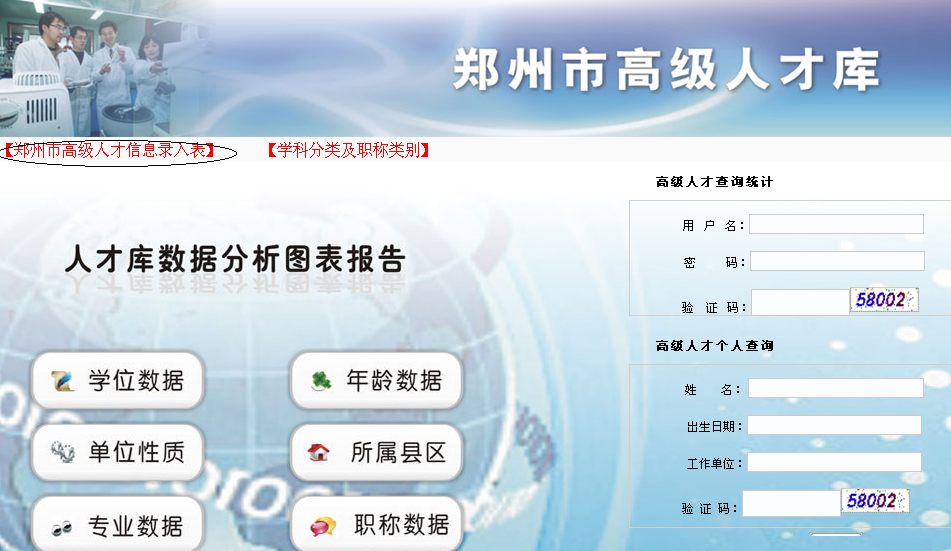 郑州市高级人才库
【郑州市高级人才信息录入表】 【学科分类及职称类别】
人才库数据分析图表报告
学位数据 年龄数据
单位性质 所属县区
专业数据 职称数据
高级人才查询统计
用 户 名：
密 码：
验 证 码： 58002
高级人才个人查询
姓 名：
出生日期：
工作单位：
验 证 码： 58002